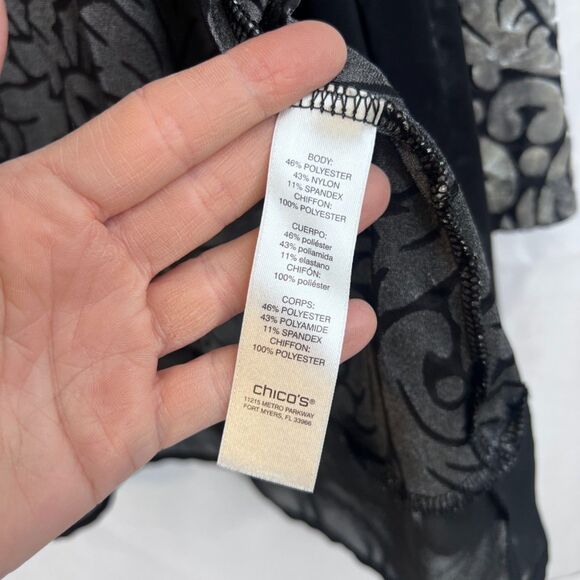 BODY:
46% POLYESTER
43% NYLON
11% SPANDEX
CHIFFON:
100% POLYESTER
CUERPO:
46% poliéster
43% poliamida
11% elastano
CHIFÓN:
100% poliéster
CORPS:
46% POLYESTER
43% POLYAMIDE
11% SPANDEX
CHIFFON:
100% POLYESTER
chico's®
11215 METRO PARKWAY
FORT MYERS, FL 33966